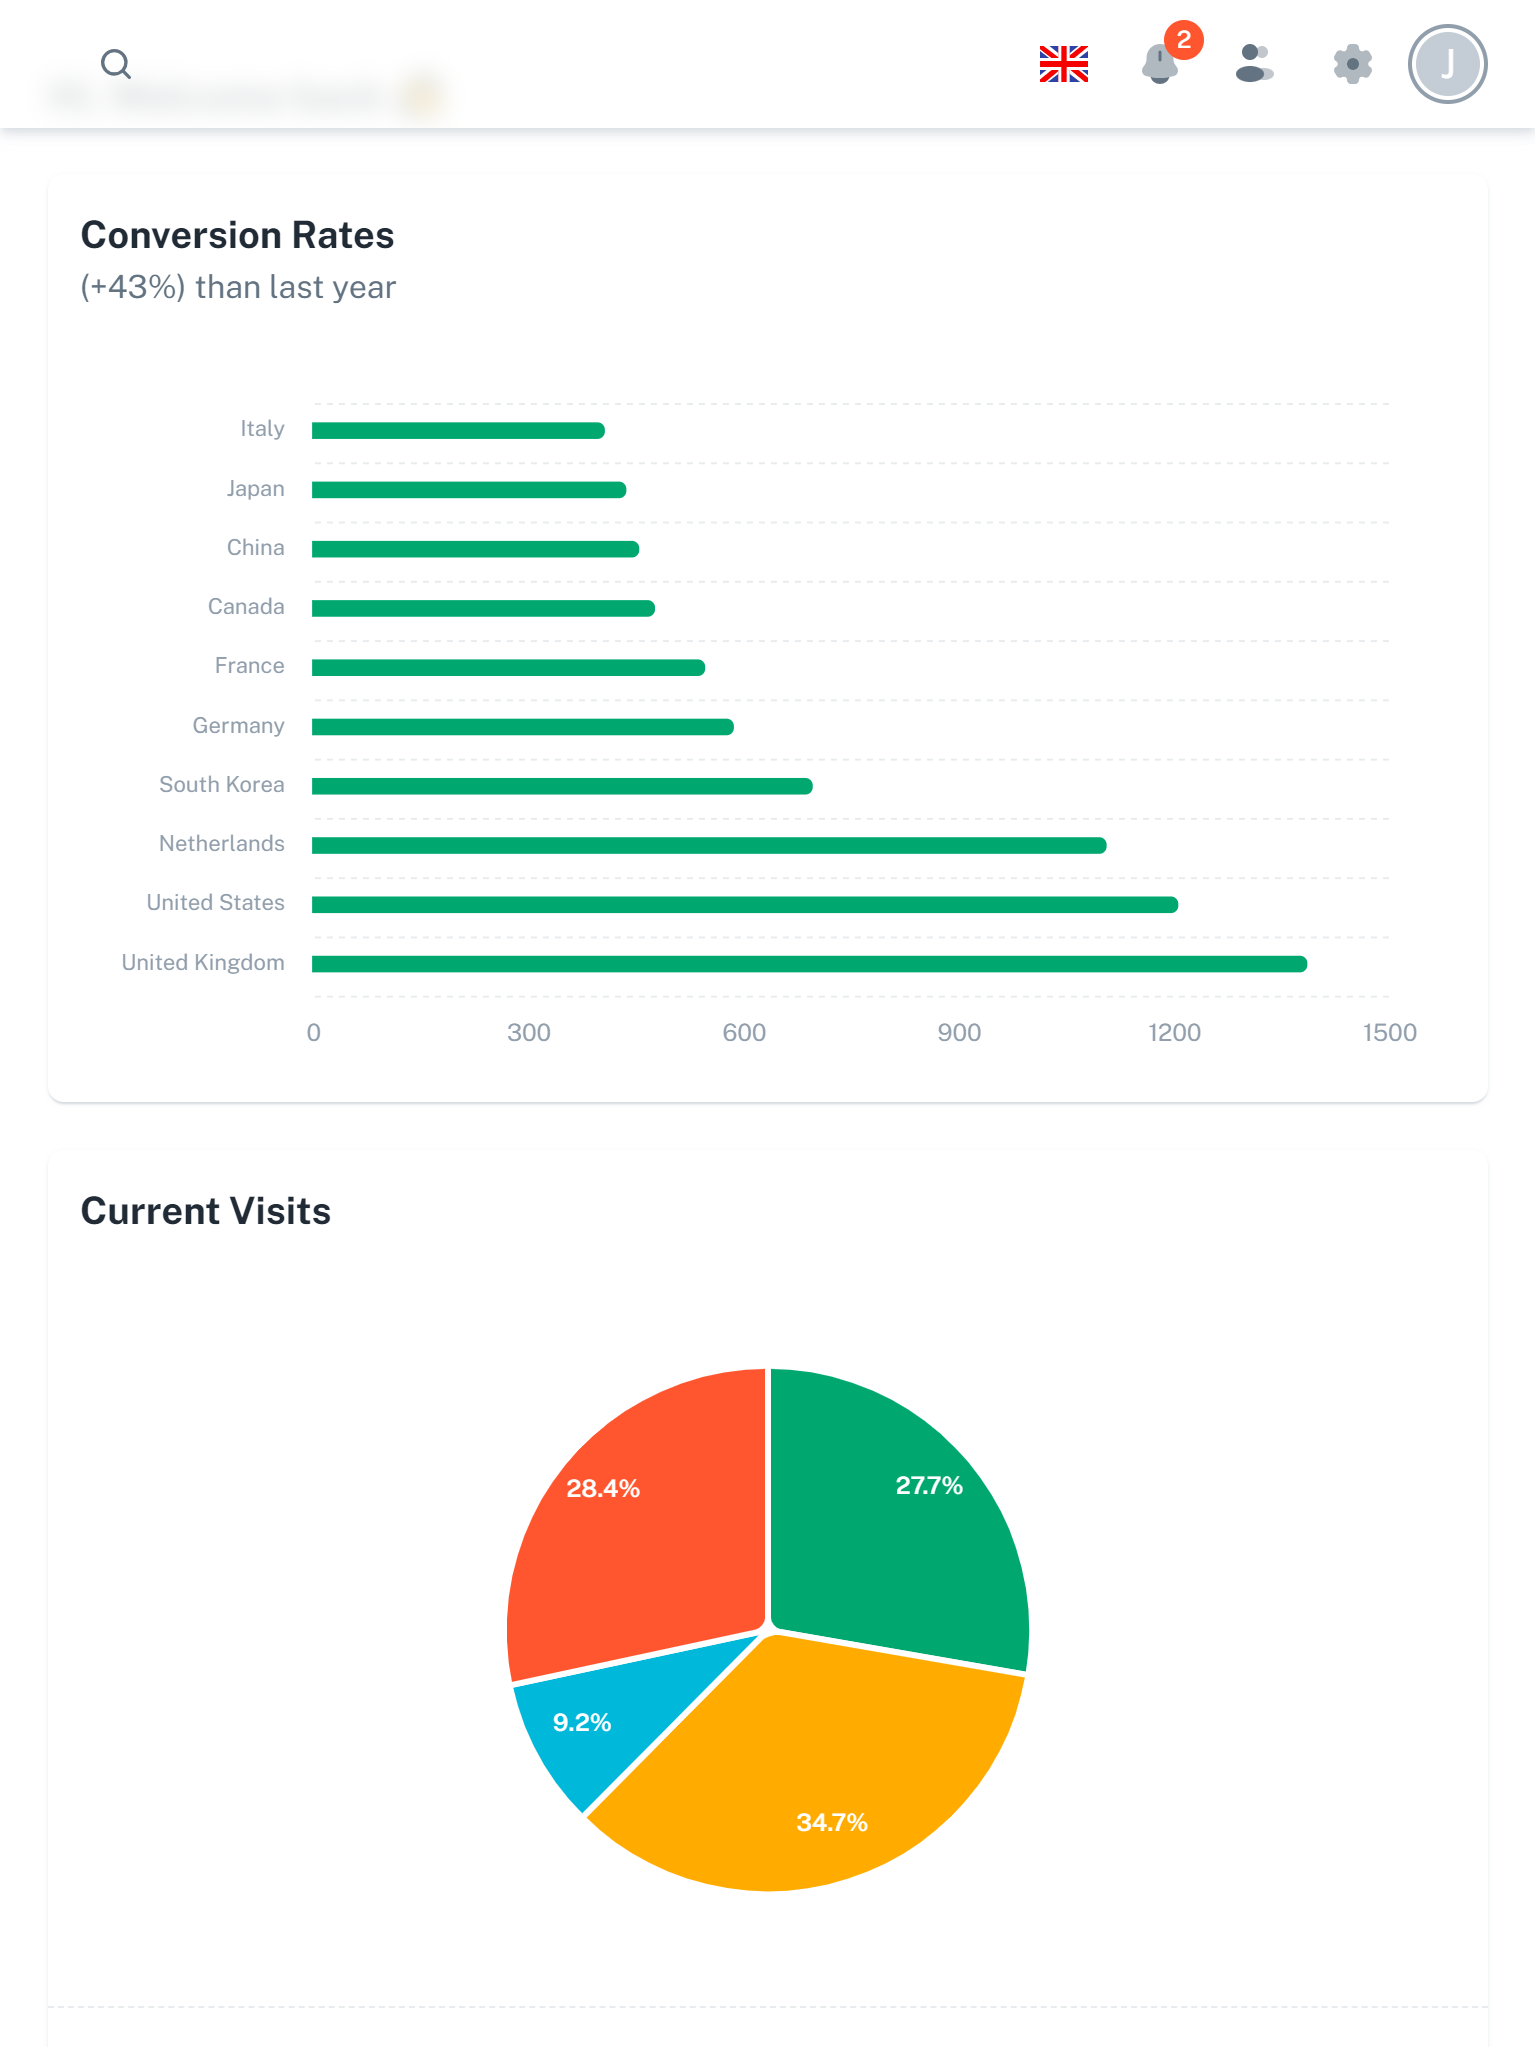 2
J
Conversion Rates
(+43%) than last year
Italy
Japan
China
Canada
France
Germany
South Korea
Netherlands
United States
United Kingdom
0 300 600 900 1200 1500
Current Visits
28.4%
27.7%
9.2%
34.7%